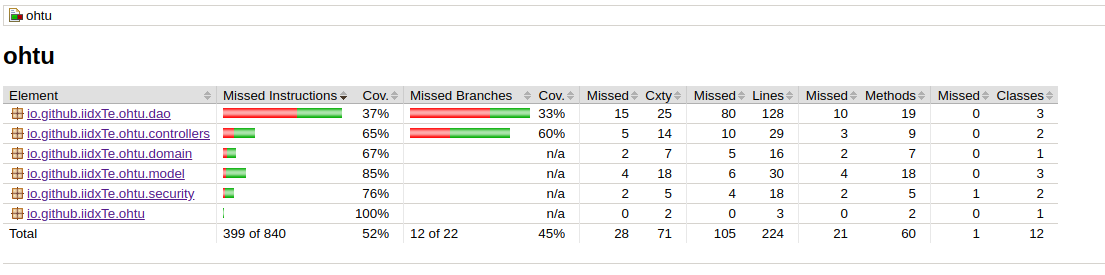 ohtu
ohtu
Element Missed Instructions Cov. Missed Branches Cov. Missed Cxty Missed Lines Missed Methods Missed Classes
io.github.iidxTe.ohtu.dao 37% 33% 15 25 80 128 10 19 0 3
io.github.iidxTe.ohtu.controllers 65% 60% 5 14 10 29 3 9 0 2
io.github.iidxTe.ohtu.domain 67% n/a 2 7 5 16 2 7 0 1
io.github.iidxTe.ohtu.model 85% n/a 4 18 6 30 4 18 0 3
io.github.iidxTe.ohtu.security 76% n/a 2 5 4 18 2 5 1 2
io.github.iidxTe.ohtu 100% n/a 0 2 0 3 0 2 0 1
Total 399 of 840 52% 12 of 22 45% 28 71 105 224 21 60 1 12